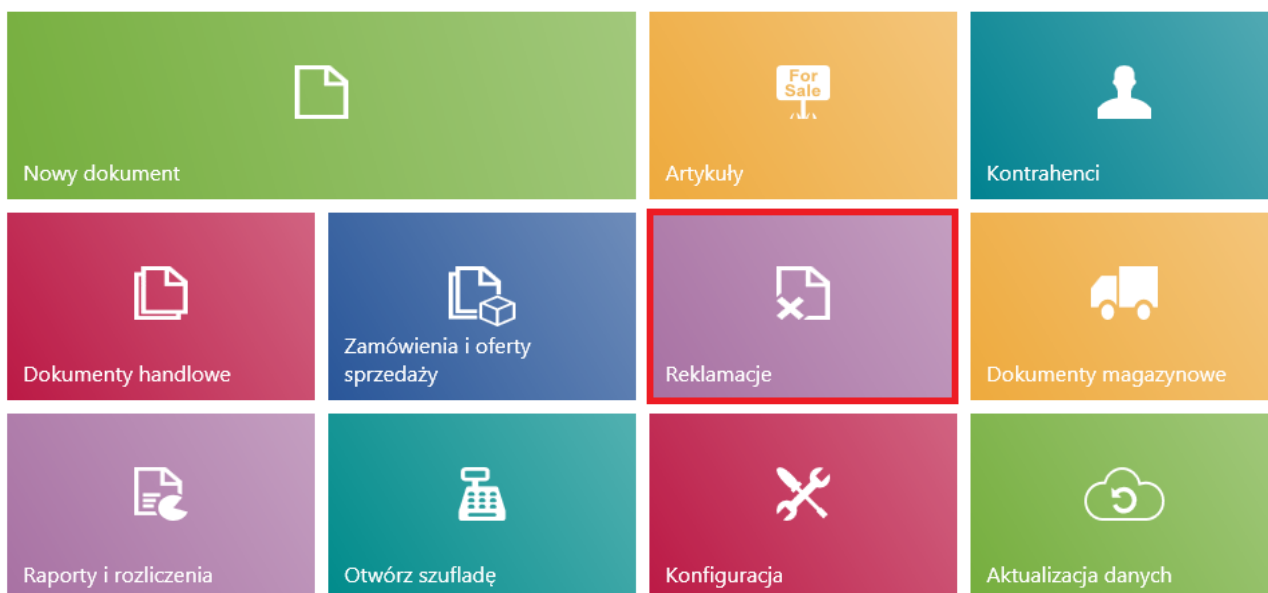 Nowy dokument
For
Sale
Artykuły
Kontrahenci
Dokumenty handlowe
Zamówienia i oferty
sprzedaży
Reklamacje
Dokumenty magazynowe
Raporty i rozliczenia
Otwórz szufladę
Konfiguracja
Aktualizacja danych